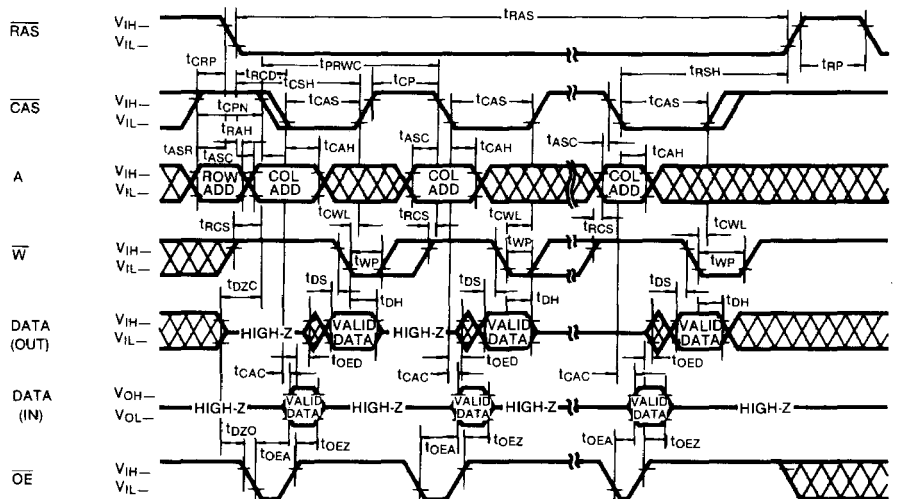 tRAS
RAS VIH— VIL—
tCRP tRCD tPRWC tCSH tCP tRSH tRP
CAS VIH— VIL—
tCPN tCAS tCAS tCAS
tRAH tASR tASC tCAH tASC tCAH tASC tCAH
A VIH— VIL— ROW ADD COL ADD COL ADD COL ADD
tRCS tCWL tRCS tCWL tRCS tCWL
W VIH— VIL— tWP tWP tWP
tDZC tDS tDH tDS tDH tDS tDH
DATA (OUT) VIH— VIL— HIGH-Z VALID DATA HIGH-Z VALID DATA VALID DATA
tOED tOED tOED
tCAC tCAC tCAC
DATA (IN) VOH— VOL— HIGH-Z VALID DATA HIGH-Z VALID DATA HIGH-Z VALID DATA HIGH-Z
tDZO tOEA tOEZ tOEA tOEZ tOEA tOEZ
OE VIH— VIL—